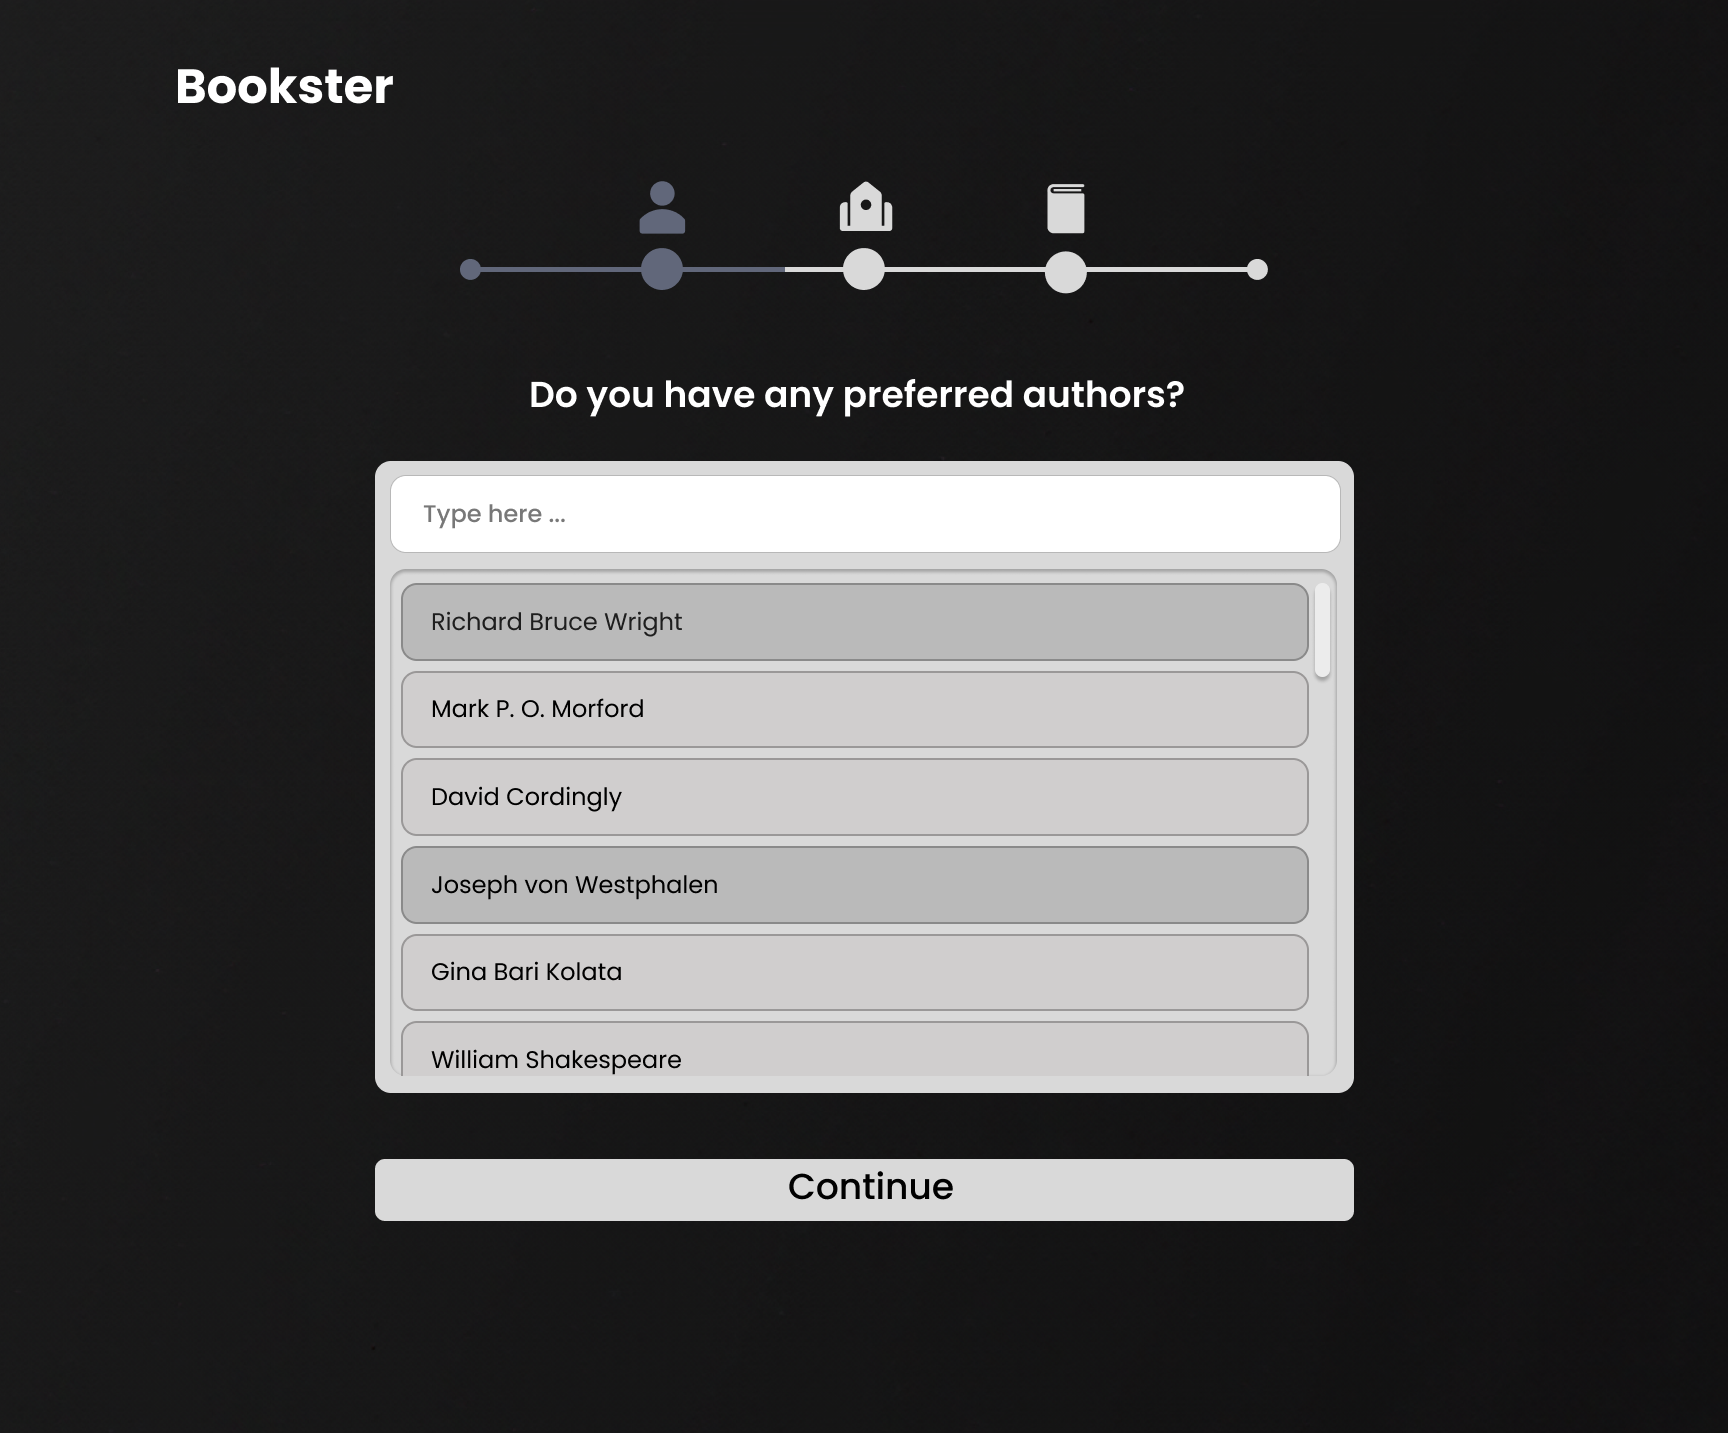 Bookster
Do you have any preferred authors?
Type here ...
Richard Bruce Wright
Mark P. O. Morford
David Cordingly
Joseph von Westphalen
Gina Bari Kolata
William Shakespeare
Continue